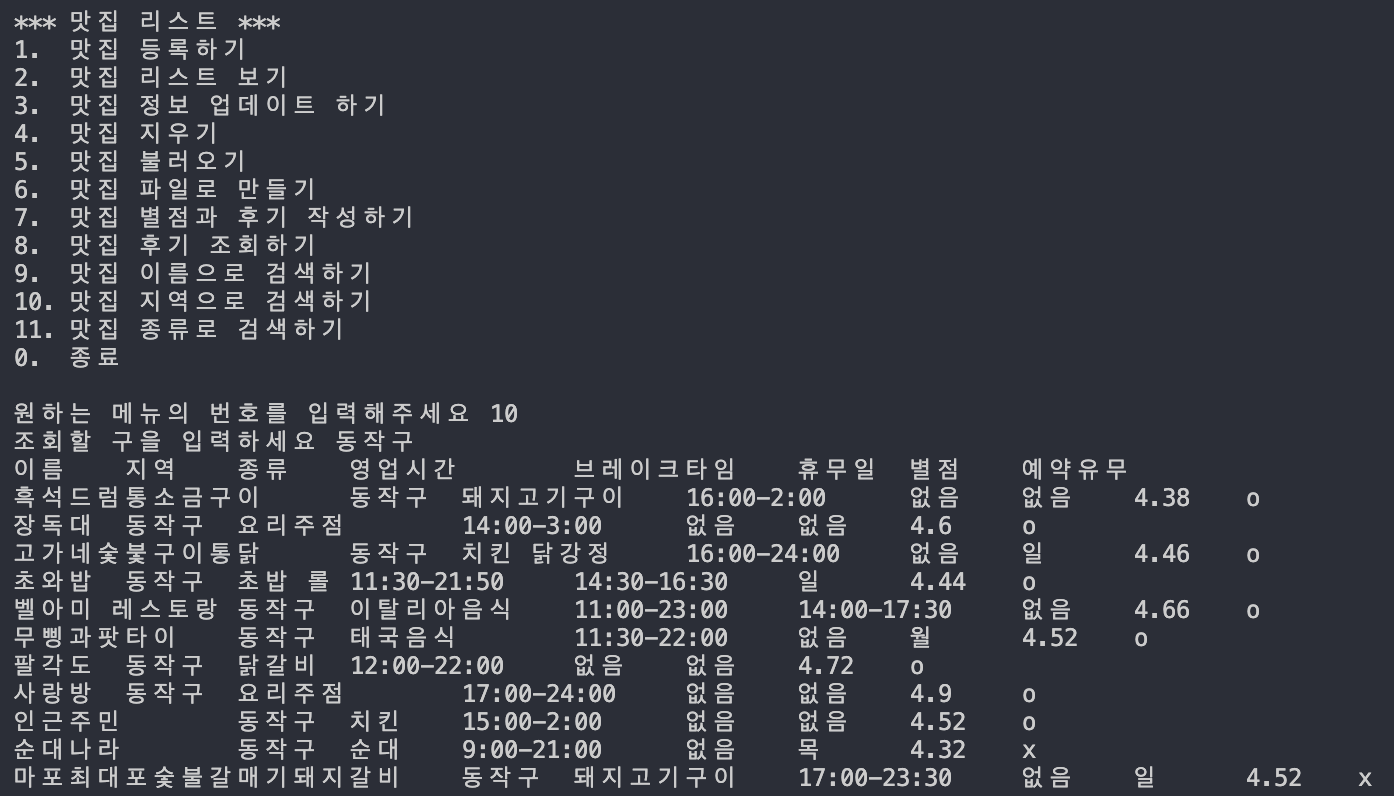 *** 맛집 리스트 ***
1. 맛집 등록하기
2. 맛집 리스트 보기
3. 맛집 정보 업데이트 하기
4. 맛집 지우기
5. 맛집 불러오기
6. 맛집 파일로 만들기
7. 맛집 별점과 후기 작성하기
8. 맛집 후기 조회하기
9. 맛집 이름으로 검색하기
10. 맛집 지역으로 검색하기
11. 맛집 종류로 검색하기
0. 종료
원하는 메뉴의 번호를 입력해주세요 10
조회할 구을 입력하세요 동작구
이름 지역 종류 영업시간 브레이크타임 휴무일 별점 예약유무
흑석드럼통소금구이 동작구 돼지고기구이 16:00-2:00 없음 없음 4.38 o
장독대 동작구 요리주점 14:00-3:00 없음 없음 4.6 o
고가네숯불구이통닭 동작구 치킨 닭강정 16:00-24:00 없음 일 4.46 o
초와밥 동작구 초밥 롤 11:30-21:50 14:30-16:30 일 4.44 o
벨아미 레스토랑 동작구 이탈리아음식 11:00-23:00 14:00-17:30 없음 4.66 o
무삥과팟타이 동작구 태국음식 11:30-22:00 없음 월 4.52 o
팔각도 동작구 닭갈비 12:00-22:00 없음 없음 4.72 o
사랑방 동작구 요리주점 17:00-24:00 없음 없음 4.9 o
인근주민 동작구 치킨 15:00-2:00 없음 없음 4.52 o
순대나라 동작구 순대 9:00-21:00 없음 목 4.32 x
마포최대포숯불갈매기돼지갈비 동작구 돼지고기구이 17:00-23:30 없음 일 4.52 x